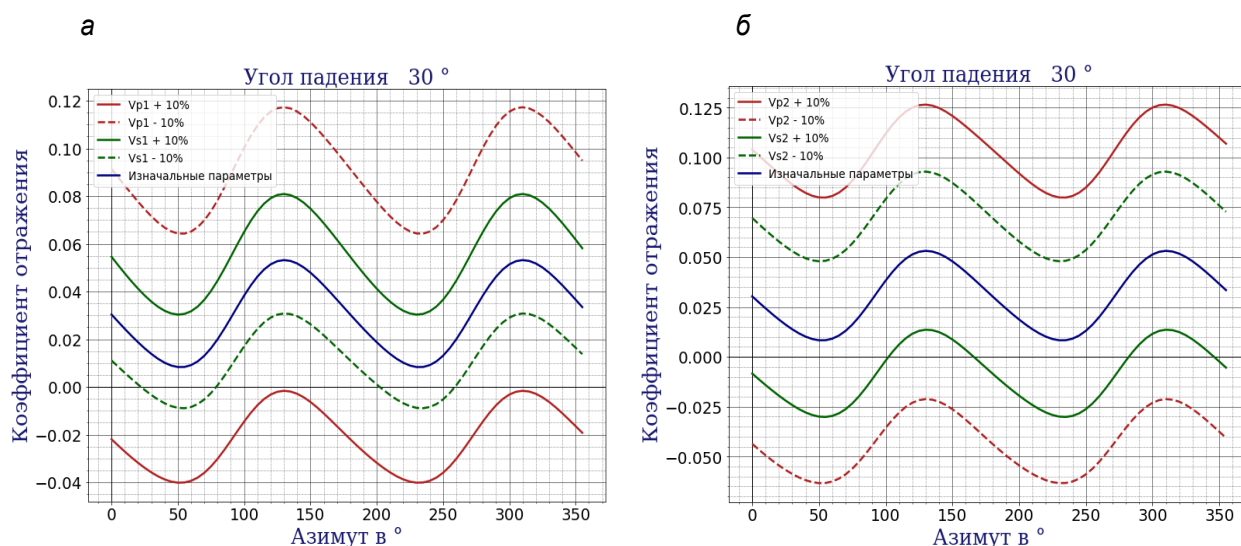 а
Угол падения 30 °
Vp1 + 10%
Vp1 - 10%
Vs1 + 10%
Vs1 - 10%
Изначальные параметры
Коэффициент отражения
0.12
0.10
0.08
0.06
0.04
0.02
0.00
−0.02
−0.04
0 50 100 150 200 250 300 350
Азимут в °
б
Угол падения 30 °
Vp2 + 10%
Vp2 - 10%
Vs2 + 10%
Vs2 - 10%
Изначальные параметры
Коэффициент отражения
0.125
0.100
0.075
0.050
0.025
0.000
−0.025
−0.050
0 50 100 150 200 250 300 350
Азимут в °